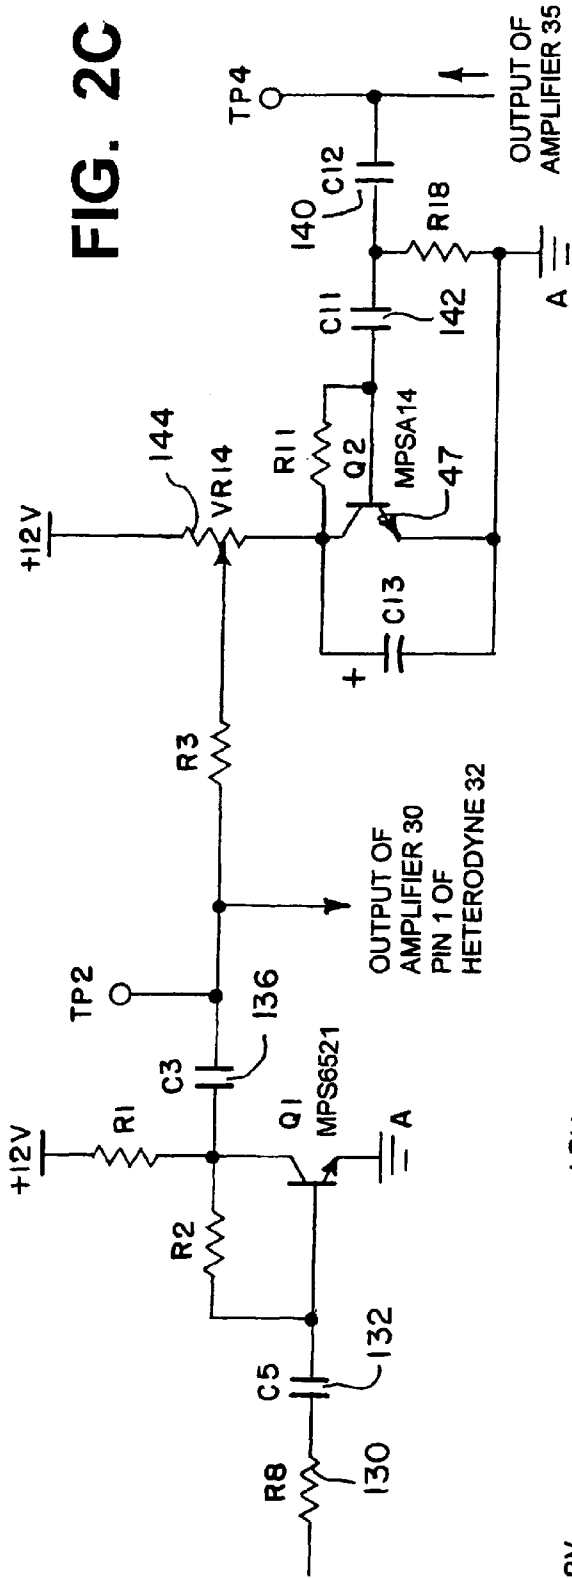 FIG. 2C
+12V
R1
R2
R8
130
C5
132
Q1
MPS6521
A
C3
136
TP2
OUTPUT OF
AMPLIFIER 30
PIN 1 OF
HETERODYNE 32
R3
+12V
144
VR14
R11
Q2
MPSA14
47
+
C13
C11
142
140
C12
R18
A
TP4
OUTPUT OF
AMPLIFIER 35